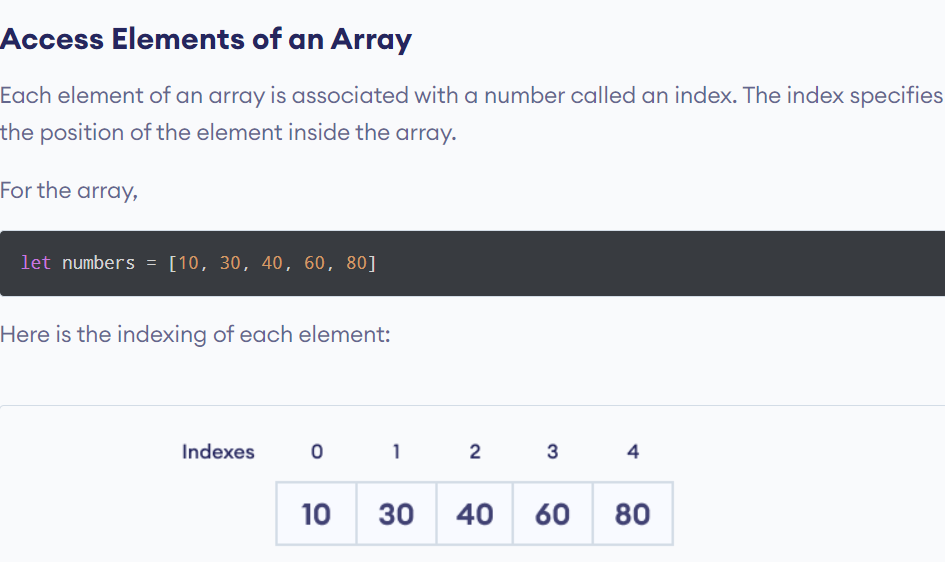 Access Elements of an Array
Each element of an array is associated with a number called an index. The index specifies
the position of the element inside the array.
For the array,
let numbers = [10, 30, 40, 60, 80]
Here is the indexing of each element:
Indexes 0 1 2 3 4
10 30 40 60 80